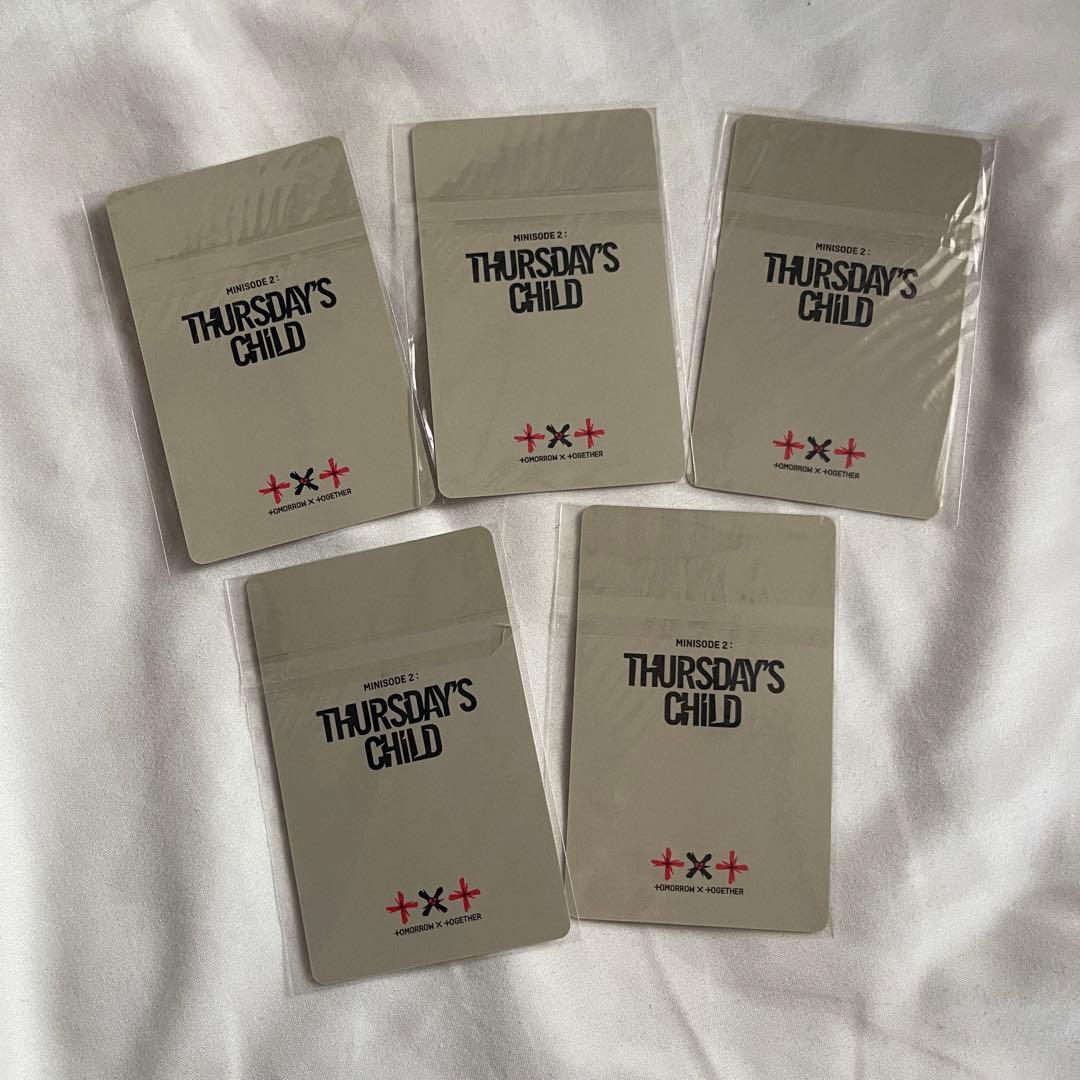 MINISODE 2:
THURSDAY'S
CHiLD
+X+
+OMORROW X +OGETHER
MINISODE 2:
THURSDAY'S
CHiLD
+X+
+OMORROW X +OGETHER
MINISODE 2:
THURSDAY'S
CHiLD
+X+
+OMORROW X +OGETHER
MINISODE 2:
THURSDAY'S
CHiLD
+X+
+OMORROW X +OGETHER
MINISODE 2:
THURSDAY'S
CHiLD
+X+
+OMORROW X +OGETHER